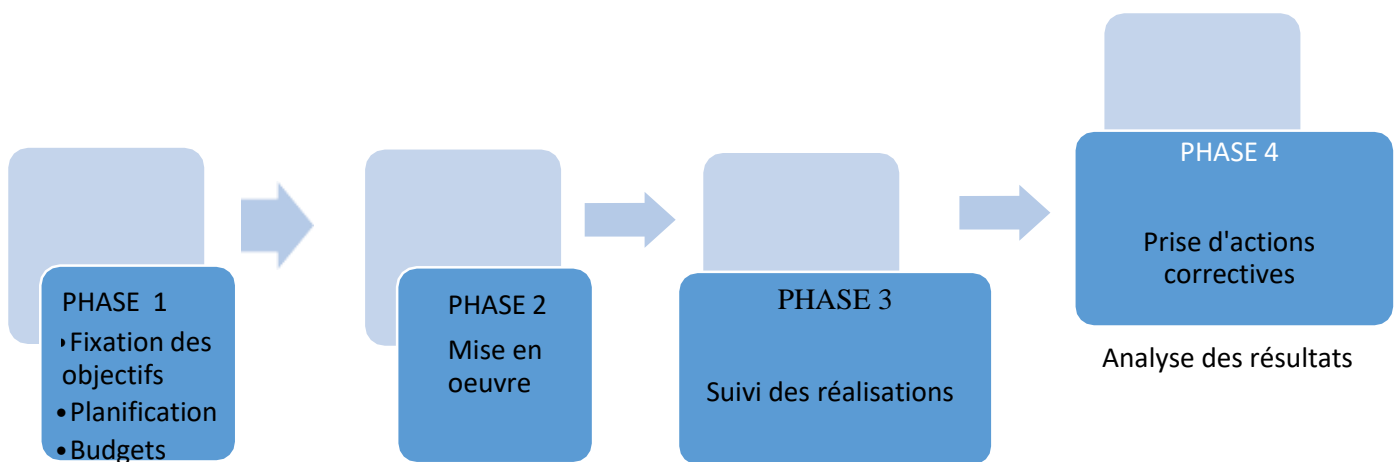 PHASE 1
•Fixation des
objectifs
•Planification
•Budgets
PHASE 2
Mise en
oeuvre
PHASE 3
Suivi des réalisations
PHASE 4
Prise d'actions
correctives
Analyse des résultats